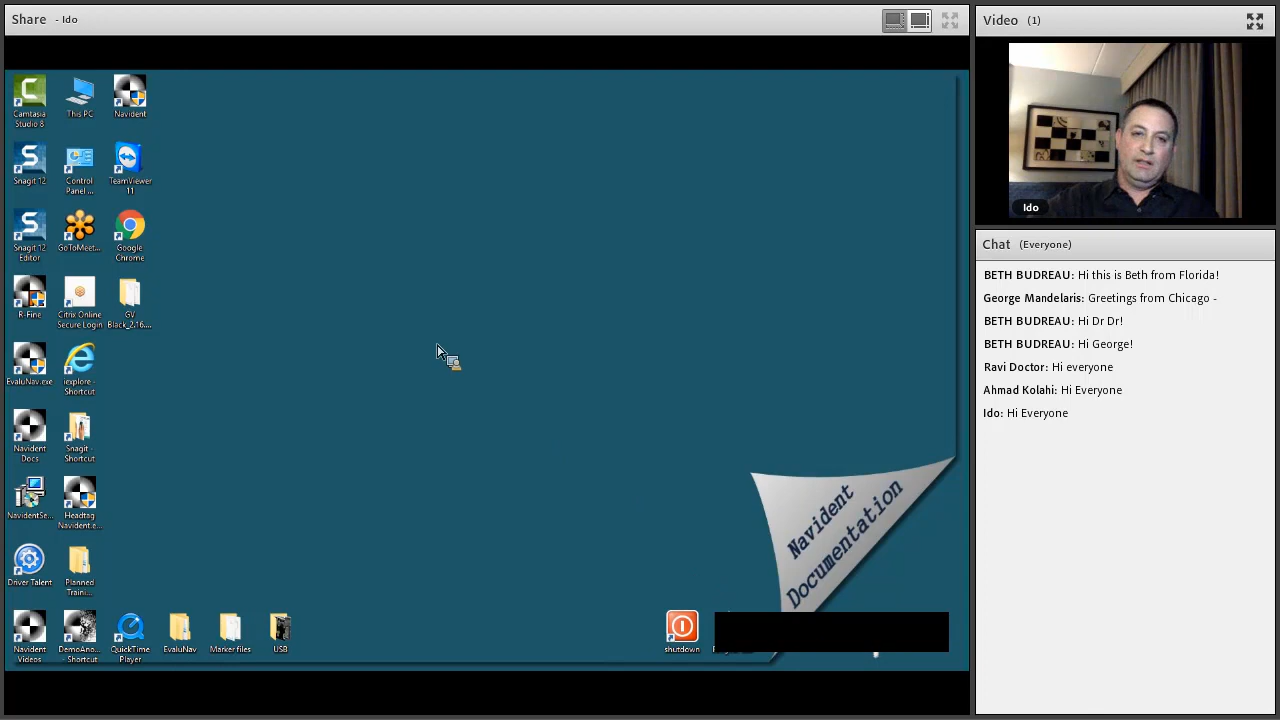 Share - Ido
Camtasia Studio 8
This PC
Navident
Snagit 12
Control Panel ...
TeamViewer 11
Snagit 12 Editor
GoToMeet...
Google Chrome
R-Fine
Citrix Online Secure Login
GV Black_2.16....
EvaluNav.exe
iexplore - Shortcut
Navident Docs
Snagit - Shortcut
NavidentSe...
Headtag Navident.e...
Driver Talent
Planned Traini...
Navident Videos
DemoAno... - Shortcut
QuickTime Player
EvaluNav
Marker files
USB
shutdown
Navident
Documentation
Video (1)
Ido
Chat (Everyone)
BETH BUDREAU: Hi this is Beth from Florida!
George Mandelaris: Greetings from Chicago -
BETH BUDREAU: Hi Dr Dr!
BETH BUDREAU: Hi George!
Ravi Doctor: Hi everyone
Ahmad Kolahi: Hi Everyone
Ido: Hi Everyone